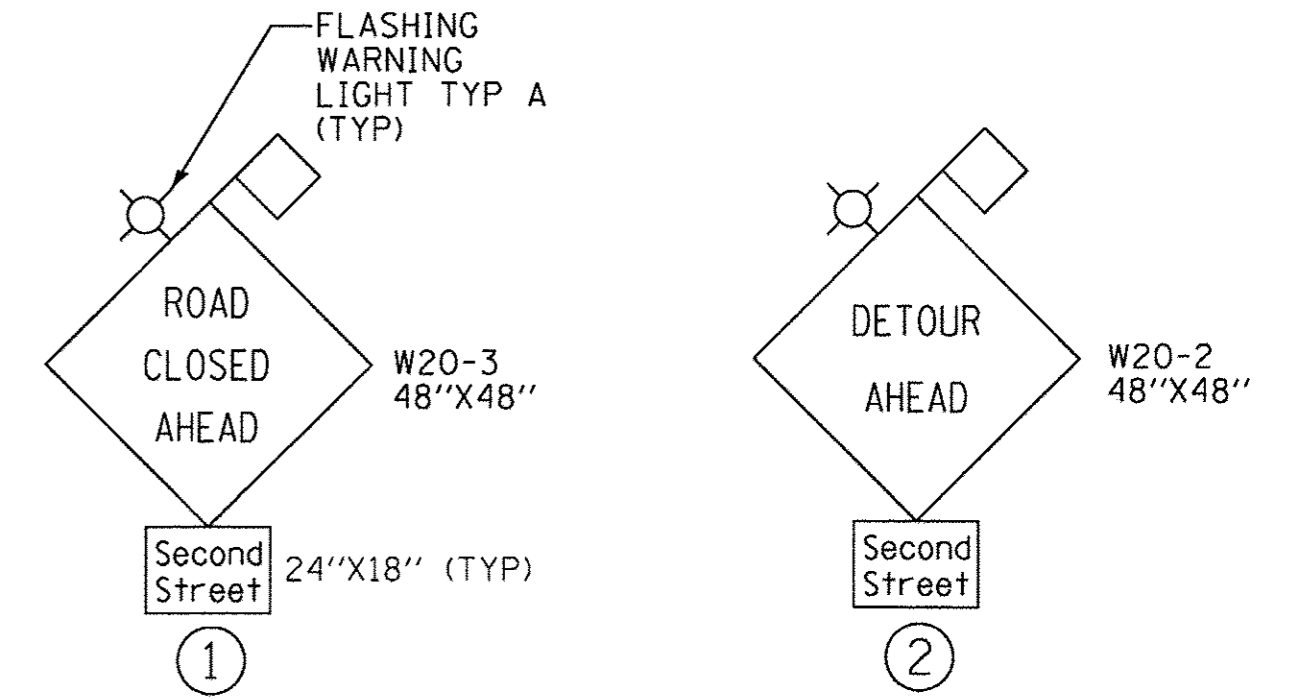 FLASHING
WARNING
LIGHT TYP A
(TYP)
ROAD
CLOSED
AHEAD
W20-3
48"X48"
Second
Street
24"X18" (TYP)
1
DETOUR
AHEAD
W20-2
48"X48"
Second
Street
2